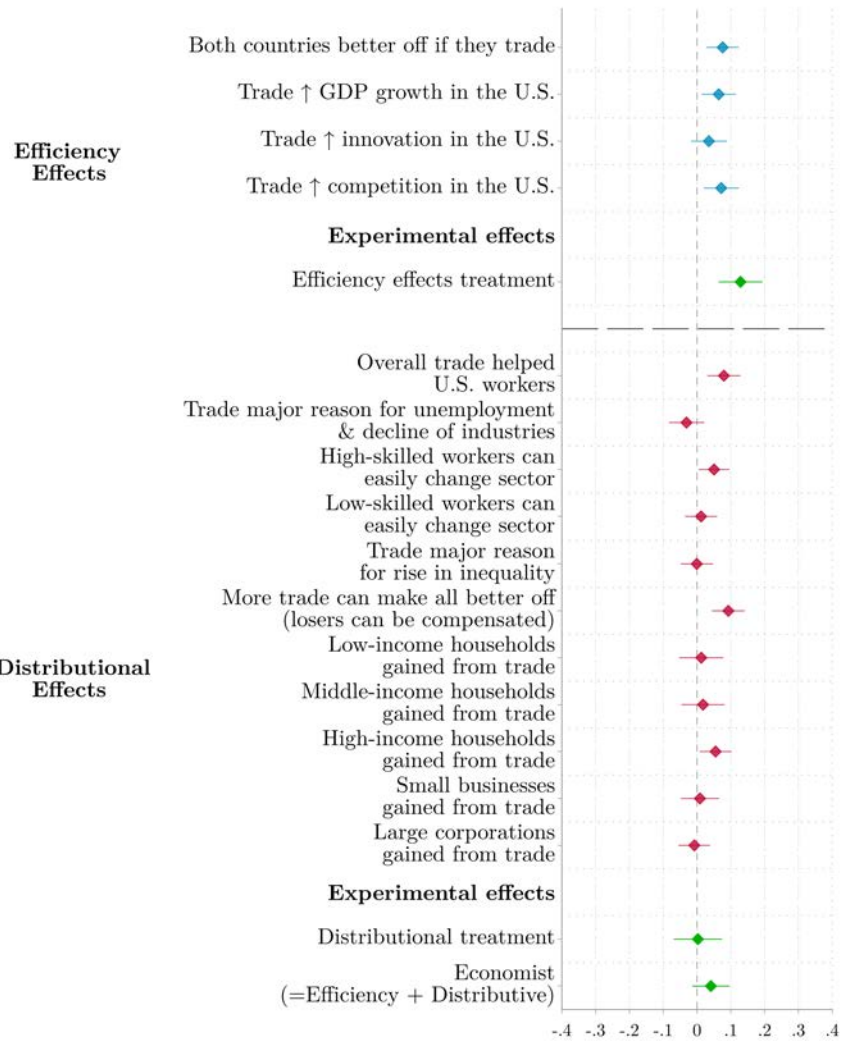 Both countries better off if they trade
Trade ↑ GDP growth in the U.S.
Trade ↑ innovation in the U.S.
Trade ↑ competition in the U.S.
Efficiency
Effects
Experimental effects
Efficiency effects treatment
Overall trade helped
U.S. workers
Trade major reason for unemployment
& decline of industries
High-skilled workers can
easily change sector
Low-skilled workers can
easily change sector
Trade major reason
for rise in inequality
More trade can make all better off
(losers can be compensated)
Low-income households
gained from trade
Distributional
Effects
Middle-income households
gained from trade
High-income households
gained from trade
Small businesses
gained from trade
Large corporations
gained from trade
Experimental effects
Distributional treatment
Economist
(=Efficiency + Distributive)
-.4 -.3 -.2 -.1 0 .1 .2 .3 .4